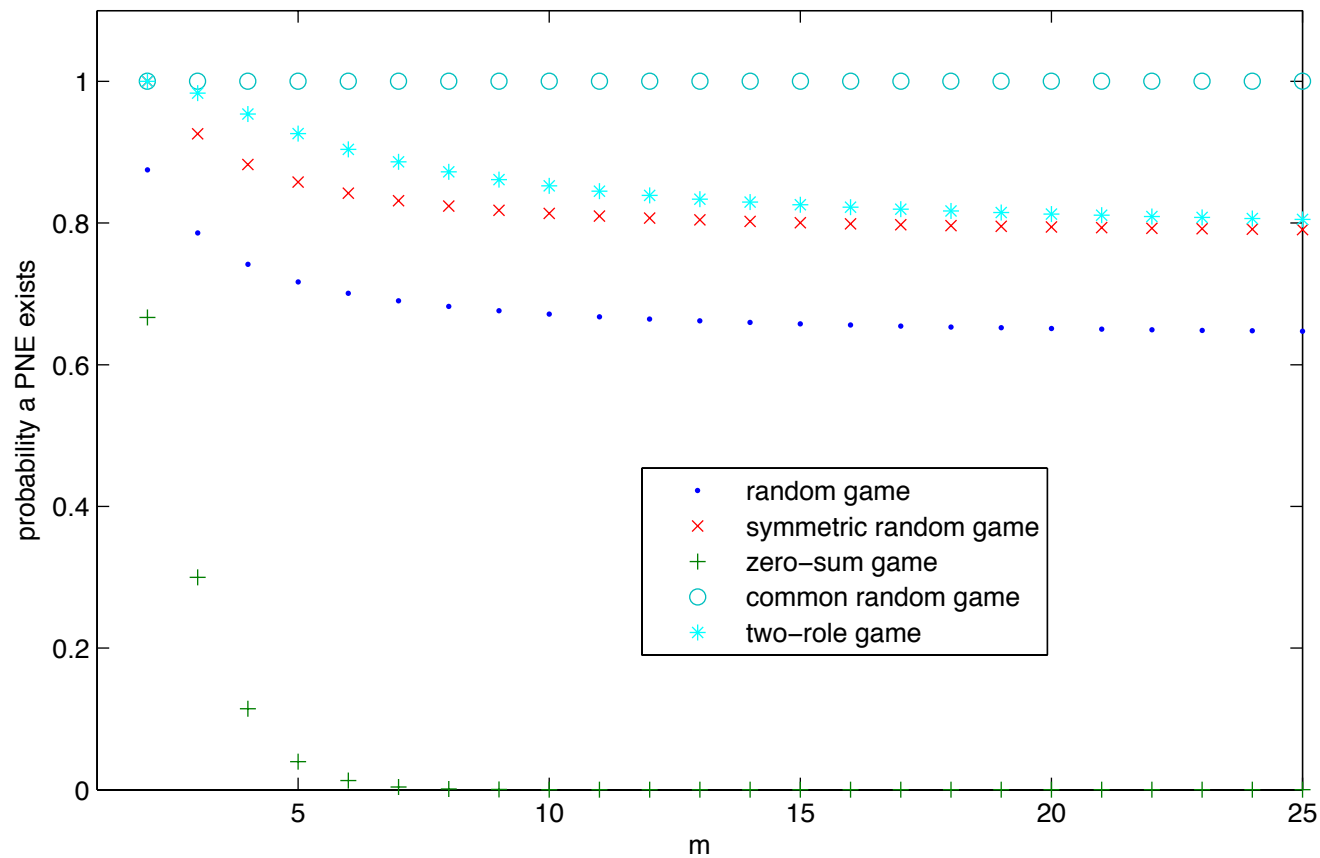 1
0.8
0.6
0.4
0.2
0
probability a PNE exists
5
10
15
20
25
m
random game
symmetric random game
zero−sum game
common random game
two−role game